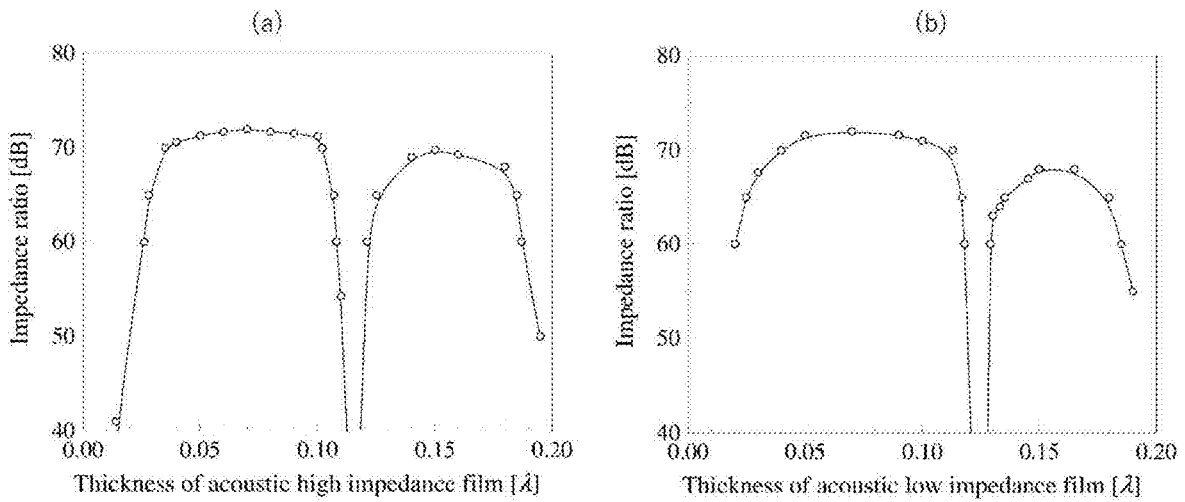 (a)
80
70
60
50
40
Impedance ratio [dB]
0.00 0.05 0.10 0.15 0.20
Thickness of acoustic high impedance film [λ]
(b)
80
70
60
50
40
Impedance ratio [dB]
0.00 0.05 0.10 0.15 0.20
Thickness of acoustic low impedance film [λ]